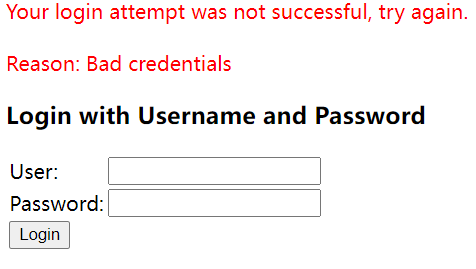 Your login attempt was not successful, try again.
Reason: Bad credentials
Login with Username and Password
User:
Password:
Login